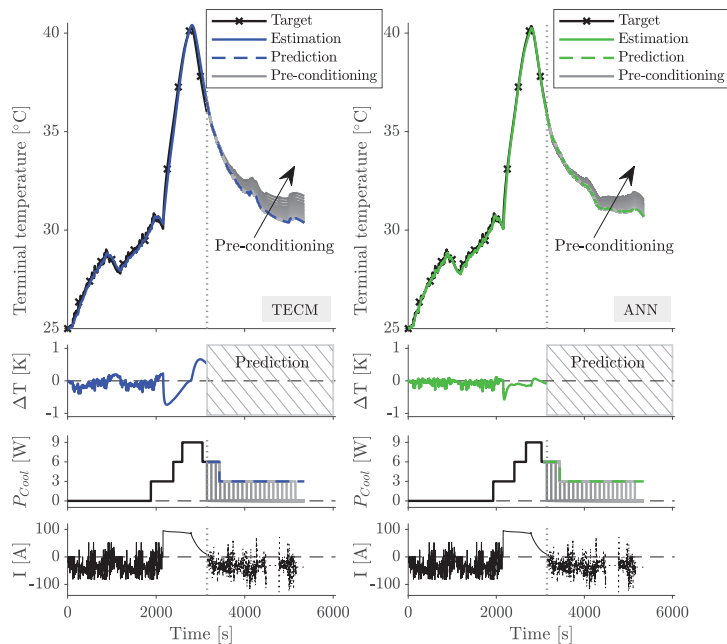 Target
Estimation
Prediction
Pre-conditioning
40
35
30
25
Terminal temperature [°C]
Pre-conditioning
TECM
1
0
-1
ΔT [K]
Prediction
9
6
3
0
P_Cool [W]
100
0
-100
I [A]
0
2000
4000
6000
Time [s]
Target
Estimation
Prediction
Pre-conditioning
40
35
30
25
Terminal temperature [°C]
Pre-conditioning
ANN
1
0
-1
ΔT [K]
Prediction
9
6
3
0
P_Cool [W]
100
0
-100
I [A]
0
2000
4000
6000
Time [s]